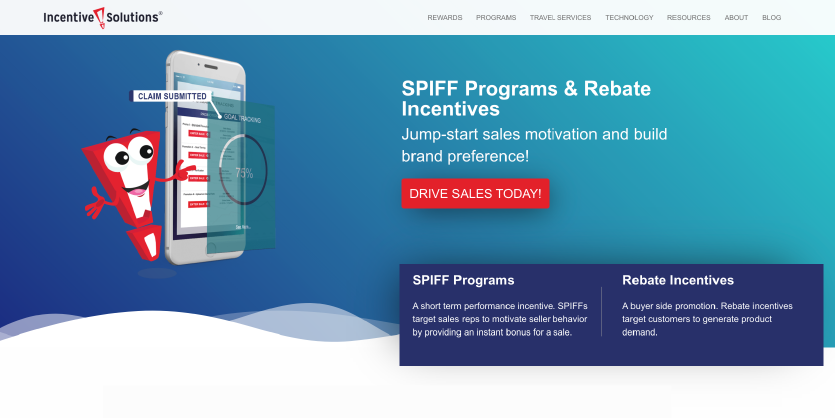 Incentive Solutions®
REWARDS PROGRAMS TRAVEL SERVICES TECHNOLOGY RESOURCES ABOUT BLOG
CLAIM SUBMITTED
GOAL TRACKING
75%
SPIFF Programs & Rebate
Incentives
Jump-start sales motivation and build
brand preference!
DRIVE SALES TODAY!
SPIFF Programs
A short term performance incentive. SPIFFs
target sales reps to motivate seller behavior
by providing an instant bonus for a sale.
Rebate Incentives
A buyer side promotion. Rebate incentives
target customers to generate product
demand.